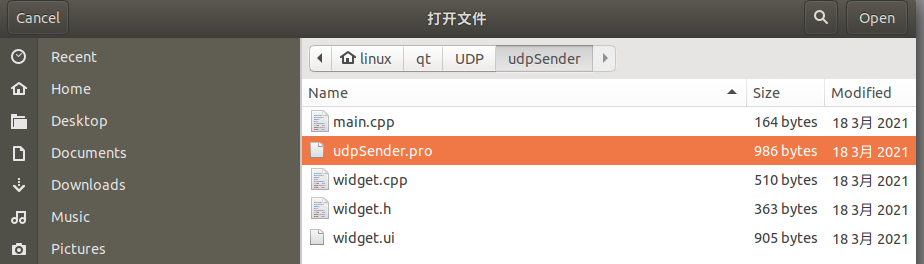 Cancel 打开文件 Open
Recent linux qt UDP udpSender
Home Name Size Modified
Desktop main.cpp 164 bytes 18 3月 2021
Documents udpSender.pro 986 bytes 18 3月 2021
Downloads widget.cpp 510 bytes 18 3月 2021
Music widget.h 363 bytes 18 3月 2021
Pictures widget.ui 905 bytes 18 3月 2021